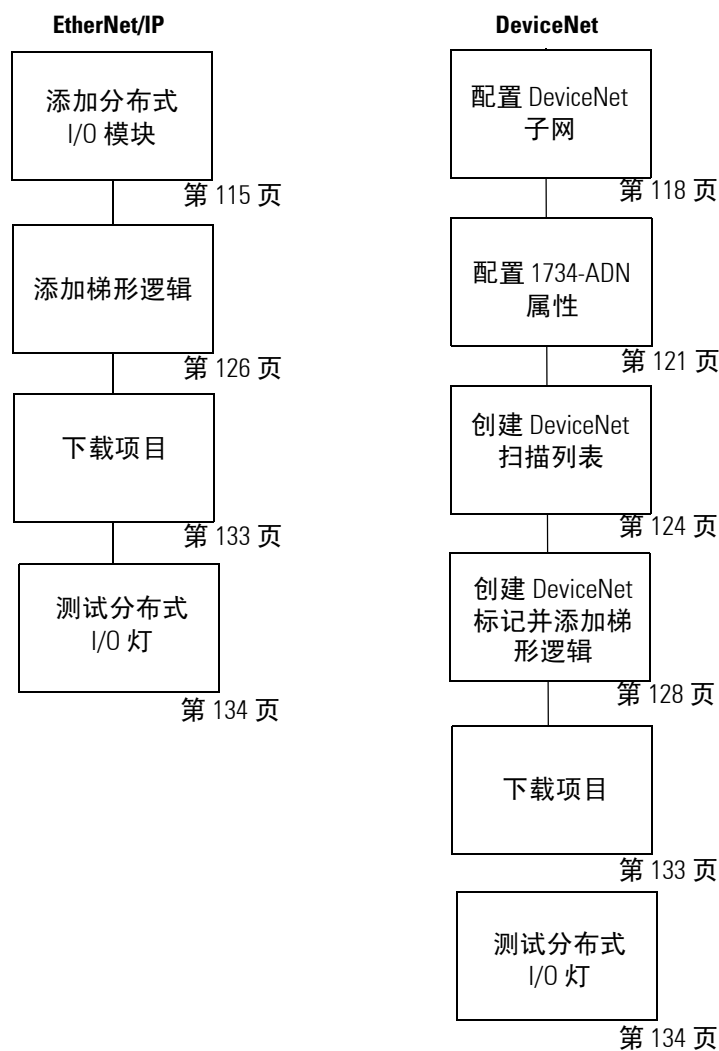 EtherNet/IP
添加分布式
I/O 模块
第 115 页
添加梯形逻辑
第 126 页
下载项目
第 133 页
测试分布式
I/O 灯
第 134 页
DeviceNet
配置 DeviceNet
子网
第 118 页
配置 1734-ADN
属性
第 121 页
创建 DeviceNet
扫描列表
第 124 页
创建 DeviceNet
标记并添加梯
形逻辑
第 128 页
下载项目
第 133 页
测试分布式
I/O 灯
第 134 页